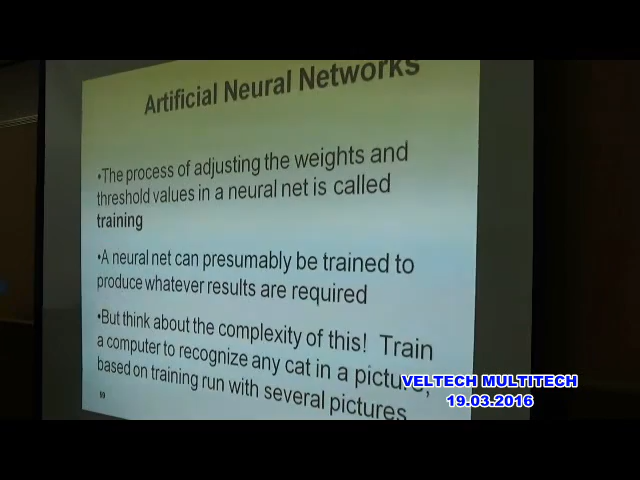 Artificial Neural Networks
•The process of adjusting the weights and
threshold values in a neural net is called
training
•A neural net can presumably be trained to
produce whatever results are required
•But think about the complexity of this! Train
a computer to recognize any cat in a picture,
based on training run with several pictures
VELTECH MULTITECH
19.03.2016